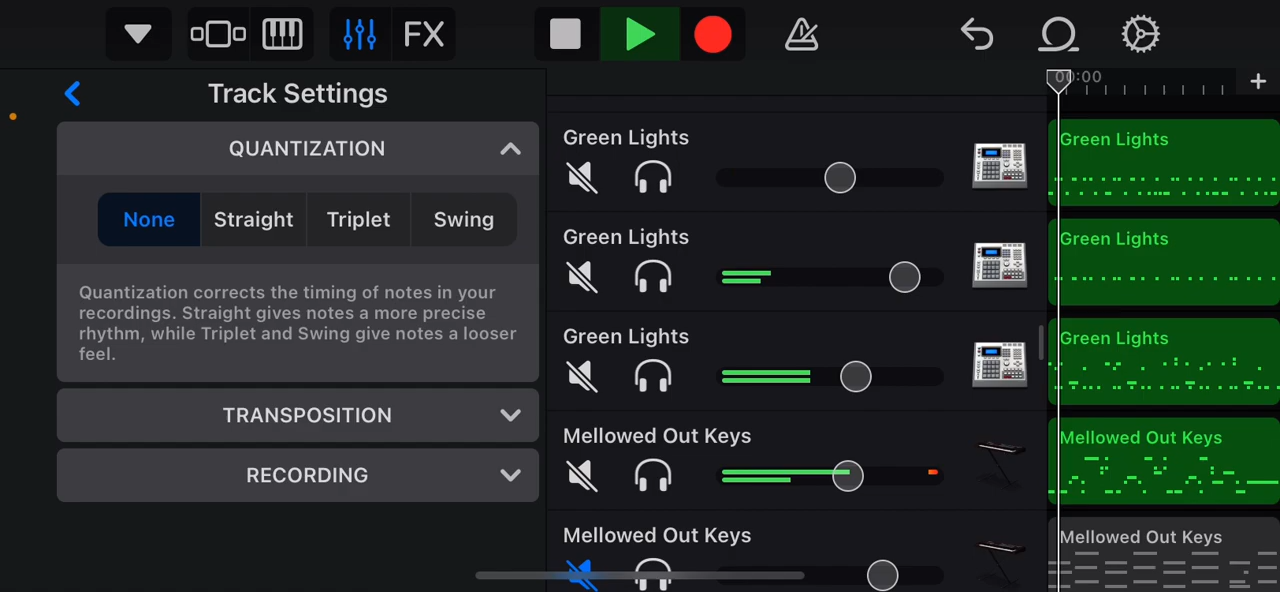 FX
Track Settings
QUANTIZATION
None
Straight
Triplet
Swing
Quantization corrects the timing of notes in your
recordings. Straight gives notes a more precise
rhythm, while Triplet and Swing give notes a looser
feel.
TRANSPOSITION
RECORDING
00:00
+
Green Lights
Green Lights
Green Lights
Green Lights
Green Lights
Green Lights
Mellowed Out Keys
Mellowed Out Keys
Mellowed Out Keys
Mellowed Out Keys